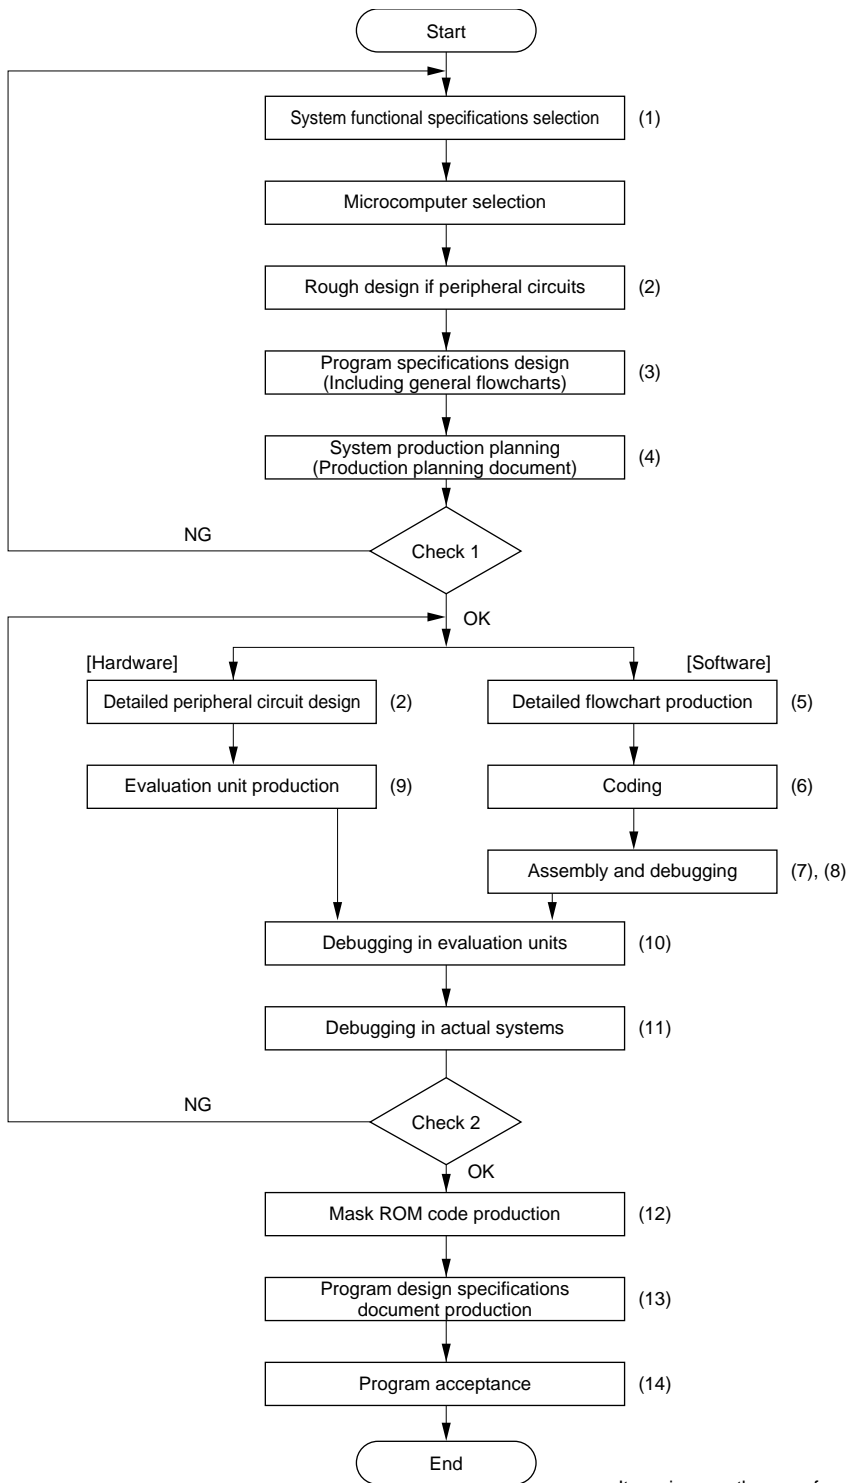 Start
System functional specifications selection (1)
Microcomputer selection
Rough design if peripheral circuits (2)
Program specifications design
(Including general flowcharts) (3)
System production planning
(Production planning document) (4)
NG
Check 1
OK
[Hardware] [Software]
Detailed peripheral circuit design (2) Detailed flowchart production (5)
Evaluation unit production (9) Coding (6)
Assembly and debugging (7), (8)
Debugging in evaluation units (10)
Debugging in actual systems (11)
NG
Check 2
OK
Mask ROM code production (12)
Program design specifications
document production (13)
Program acceptance (14)
End